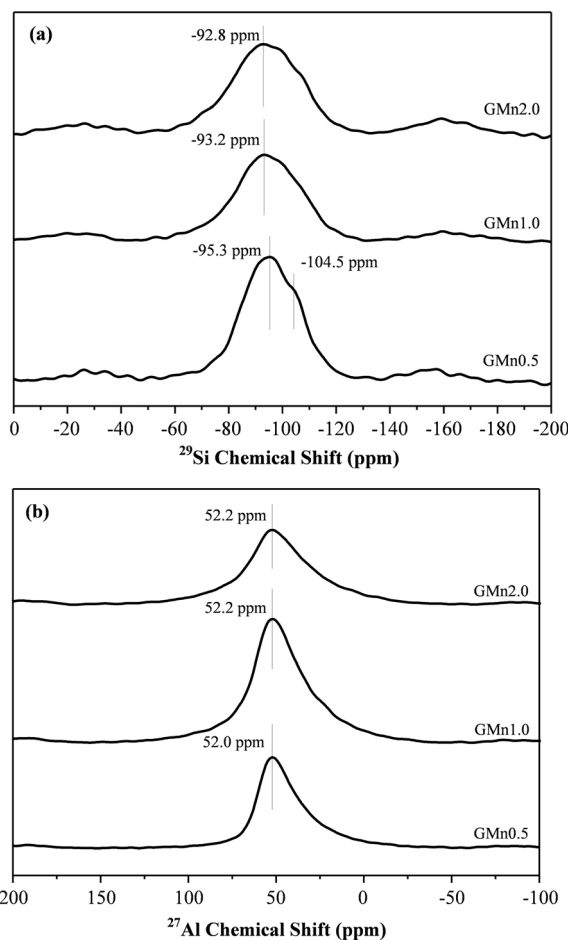 (a)
-92.8 ppm
GMn2.0
-93.2 ppm
GMn1.0
-95.3 ppm
-104.5 ppm
GMn0.5
0 -20 -40 -60 -80 -100 -120 -140 -160 -180 -200
²⁹Si Chemical Shift (ppm)
(b)
52.2 ppm
GMn2.0
52.2 ppm
GMn1.0
52.0 ppm
GMn0.5
200 150 100 50 0 -50 -100
²⁷Al Chemical Shift (ppm)